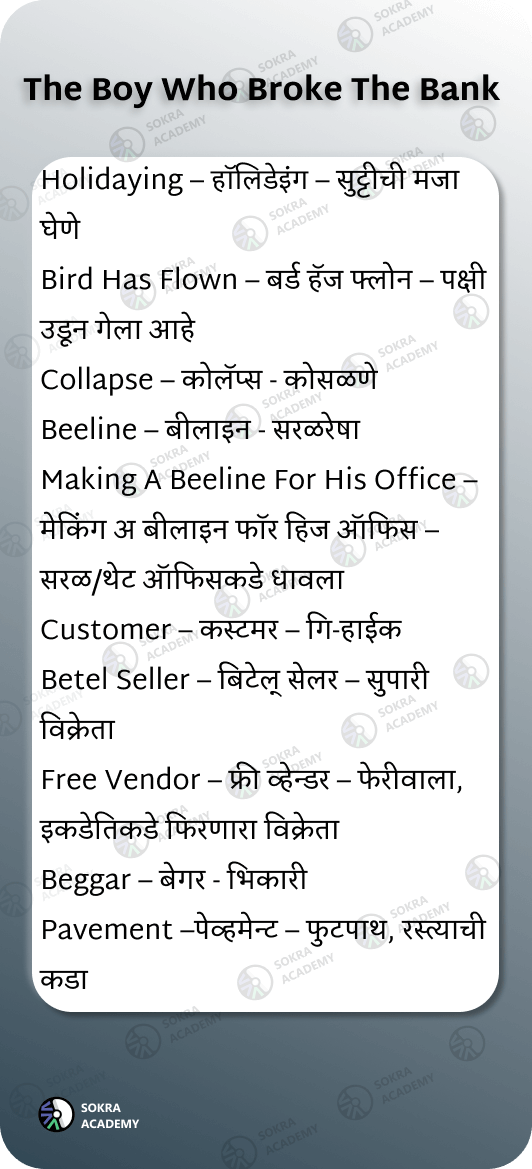 The Boy Who Broke The Bank
Holidaying – हॉलिडेइंग – सुट्टीची मजा
घेणे
Bird Has Flown – बर्ड हॅज फ्लोन – पक्षी
उडून गेला आहे
Collapse – कोलॅप्स - कोसळणे
Beeline – बीलाइन - सरळरेषा
Making A Beeline For His Office –
मेकिंग अ बीलाइन फॉर हिज ऑफिस –
सरळ/थेट ऑफिसकडे धावला
Customer – कस्टमर – गि-हाईक
Betel Seller – बिटेल् सेलर – सुपारी
विक्रेता
Free Vendor – फ्री व्हेन्डर – फेरीवाला,
इकडेतिकडे फिरणारा विक्रेता
Beggar – बेगर - भिकारी
Pavement –पेव्हमेन्ट – फुटपाथ, रस्त्याची
कडा
SOKRA
ACADEMY